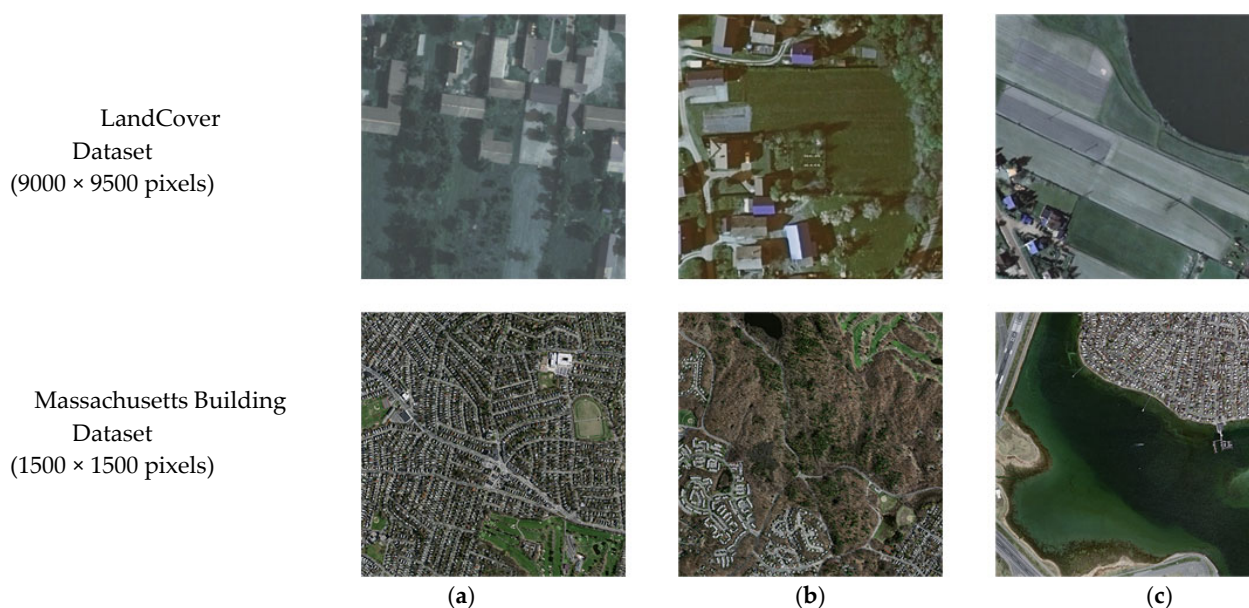 LandCover
Dataset
(9000 × 9500 pixels)
Massachusetts Building
Dataset
(1500 × 1500 pixels)
(a) (b) (c)